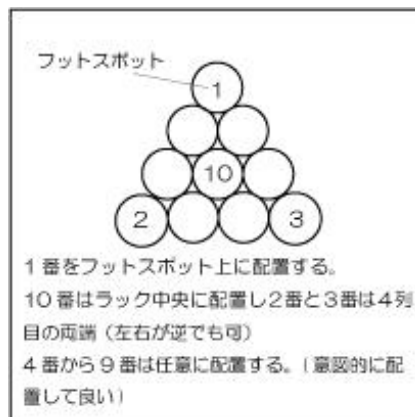 フットスポット
1
10
2
3
1番をフットスポット上に配置する。
10番はラック中央に配置し2番と3番は4列
目の両端（左右が逆でも可）
4番から9番は任意に配置する。（意図的に配
置して良い）